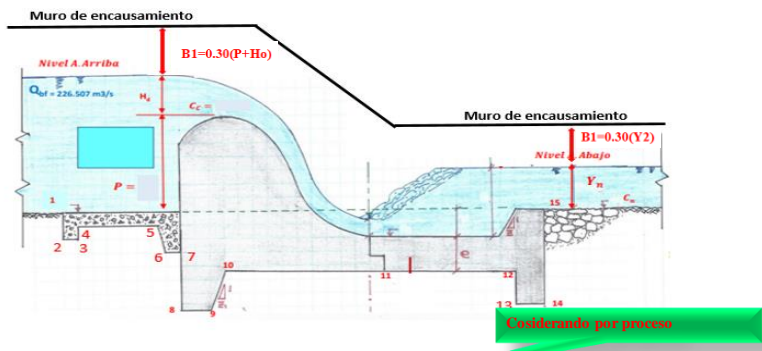 Muro de encausamiento
B1=0.30(P+Ho)
Nivel A. Arriba
Qbf = 226.507 m3/s
Hd
Cc =
Muro de encausamiento
B1=0.30(Y2)
Nivel Abajo
Yn
P =
1
15
2
3
4
5
6
7
e
10
11
12
8
9
13
14
Cosiderando por proceso